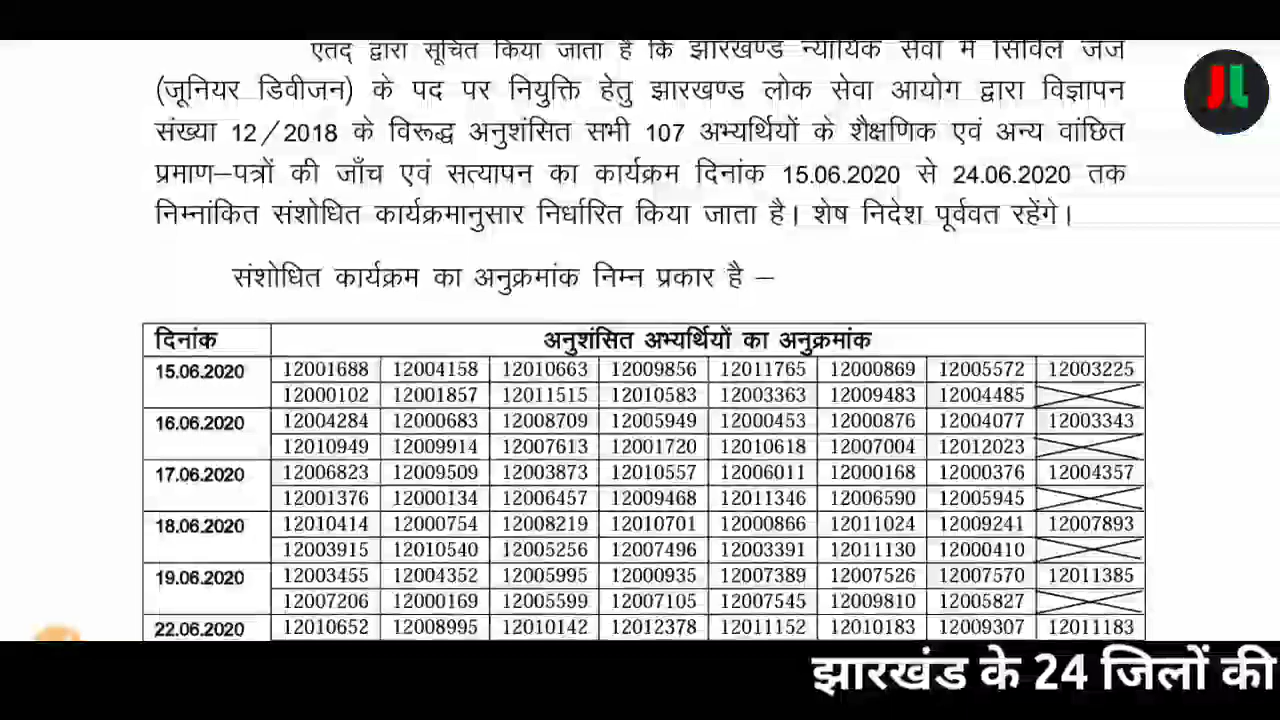 एतद् द्वारा सूचित किया जाता है कि झारखण्ड न्यायिक सेवा में सिविल जज
(जूनियर डिवीजन) के पद पर नियुक्ति हेतु झारखण्ड लोक सेवा आयोग द्वारा विज्ञापन
संख्या 12/2018 के विरूद्ध अनुशंसित सभी 107 अभ्यर्थियों के शैक्षणिक एवं अन्य वांछित
प्रमाण-पत्रों की जाँच एवं सत्यापन का कार्यक्रम दिनांक 15.06.2020 से 24.06.2020 तक
निम्नांकित संशोधित कार्यक्रमानुसार निर्धारित किया जाता है। शेष निदेश पूर्ववत रहेंगे।
संशोधित कार्यक्रम का अनुक्रमांक निम्न प्रकार है –
दिनांक अनुशंसित अभ्यर्थियों का अनुक्रमांक
15.06.2020 12001688 12004158 12010663 12009856 12011765 12000869 12005572 12003225
12000102 12001857 12011515 12010583 12003363 12009483 12004485
16.06.2020 12004284 12000683 12008709 12005949 12000453 12000876 12004077 12003343
12010949 12009914 12007613 12001720 12010618 12007004 12012023
17.06.2020 12006823 12009509 12003873 12010557 12006011 12000168 12000376 12004357
12001376 12000134 12006457 12009468 12011346 12006590 12005945
18.06.2020 12010414 12000754 12008219 12010701 12000866 12011024 12009241 12007893
12003915 12010540 12005256 12007496 12003391 12011130 12000410
19.06.2020 12003455 12004352 12005995 12000935 12007389 12007526 12007570 12011385
12007206 12000169 12005599 12007105 12007545 12009810 12005827
22.06.2020 12010652 12008995 12010142 12012378 12011152 12010183 12009307 12011183
झारखंड के 24 जिलों की